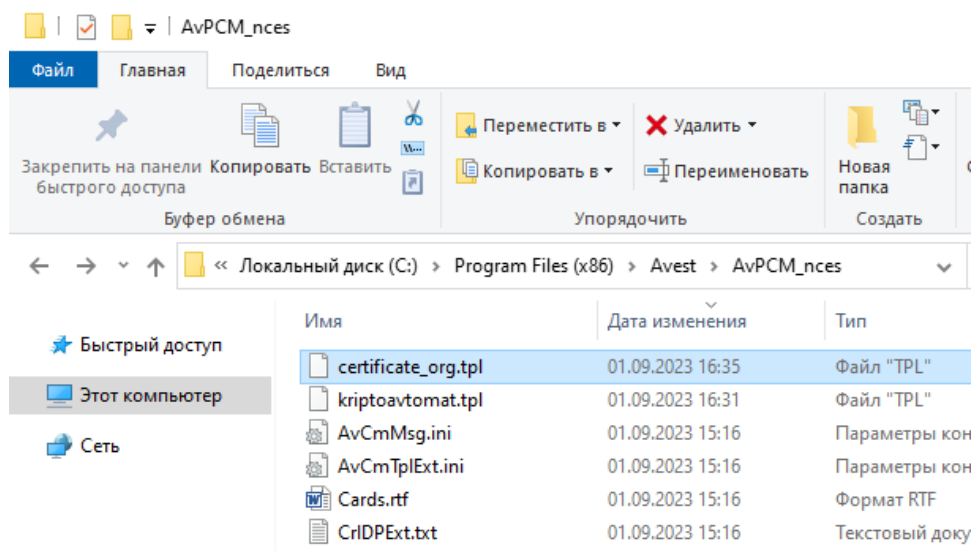 AvPCM_nces
Файл Главная Поделиться Вид
Закрепить на панели быстрого доступа
Копировать
Вставить
Буфер обмена
Переместить в
Копировать в
Удалить
Переименовать
Упорядочить
Новая папка
Создать
« Локальный диск (C:) › Program Files (x86) › Avest › AvPCM_nces
Быстрый доступ
Этот компьютер
Сеть
Имя Дата изменения Тип
certificate_org.tpl 01.09.2023 16:35 Файл "TPL"
kriptoavtomat.tpl 01.09.2023 16:31 Файл "TPL"
AvCmMsg.ini 01.09.2023 15:16 Параметры кон
AvCmTplExt.ini 01.09.2023 15:16 Параметры кон
Cards.rtf 01.09.2023 15:16 Формат RTF
CrlDPExt.txt 01.09.2023 15:16 Текстовый доку